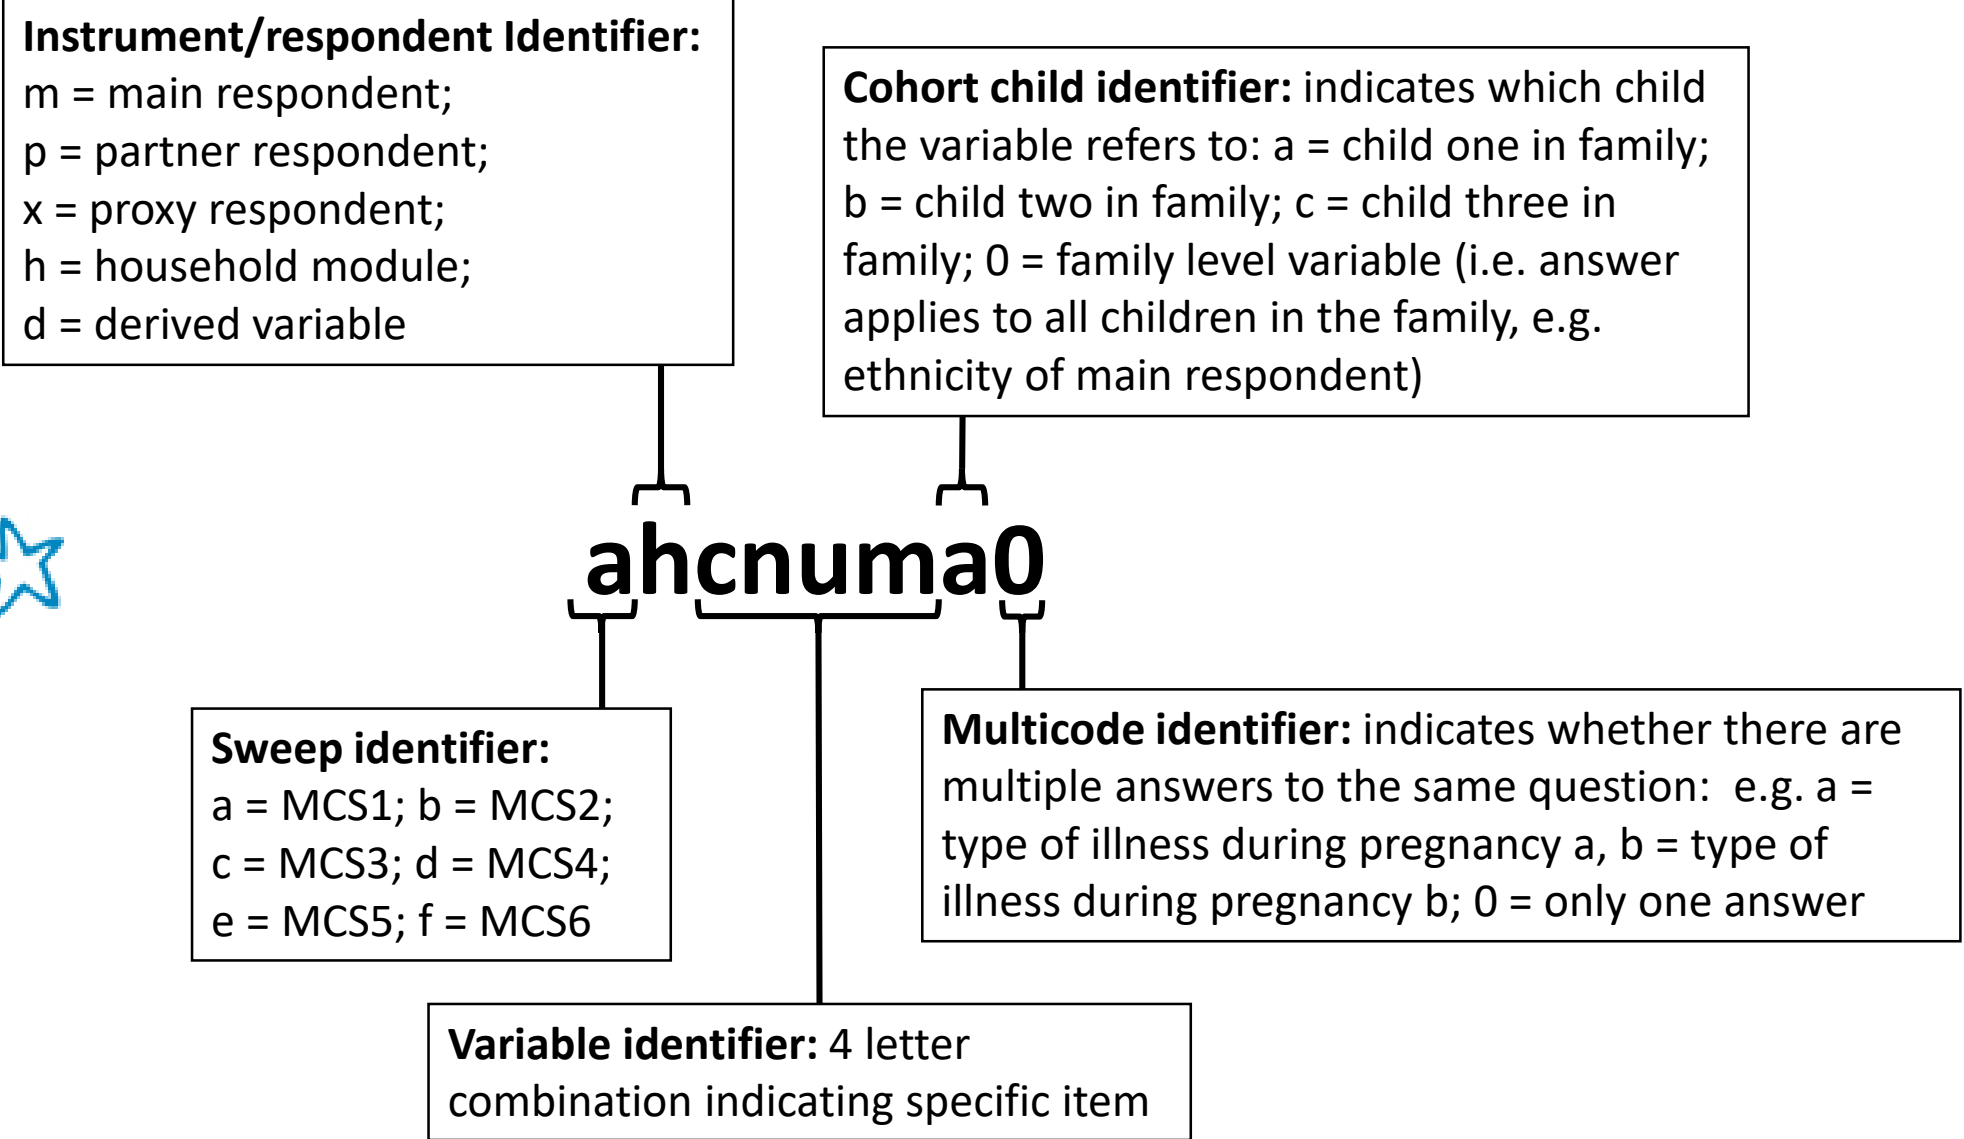 Instrument/respondent Identifier:
m = main respondent;
p = partner respondent;
x = proxy respondent;
h = household module;
d = derived variable
Cohort child identifier: indicates which child
the variable refers to: a = child one in family;
b = child two in family; c = child three in
family; 0 = family level variable (i.e. answer
applies to all children in the family, e.g.
ethnicity of main respondent)
ahcnuma0
Sweep identifier:
a = MCS1; b = MCS2;
c = MCS3; d = MCS4;
e = MCS5; f = MCS6
Multicode identifier: indicates whether there are
multiple answers to the same question:  e.g. a =
type of illness during pregnancy a, b = type of
illness during pregnancy b; 0 = only one answer
Variable identifier: 4 letter
combination indicating specific item